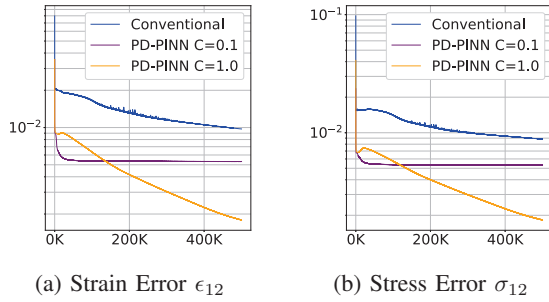 Conventional
PD-PINN C=0.1
PD-PINN C=1.0
10⁻²
0K 200K 400K
(a) Strain Error ϵ₁₂
10⁻¹
Conventional
PD-PINN C=0.1
PD-PINN C=1.0
10⁻²
0K 200K 400K
(b) Stress Error σ₁₂